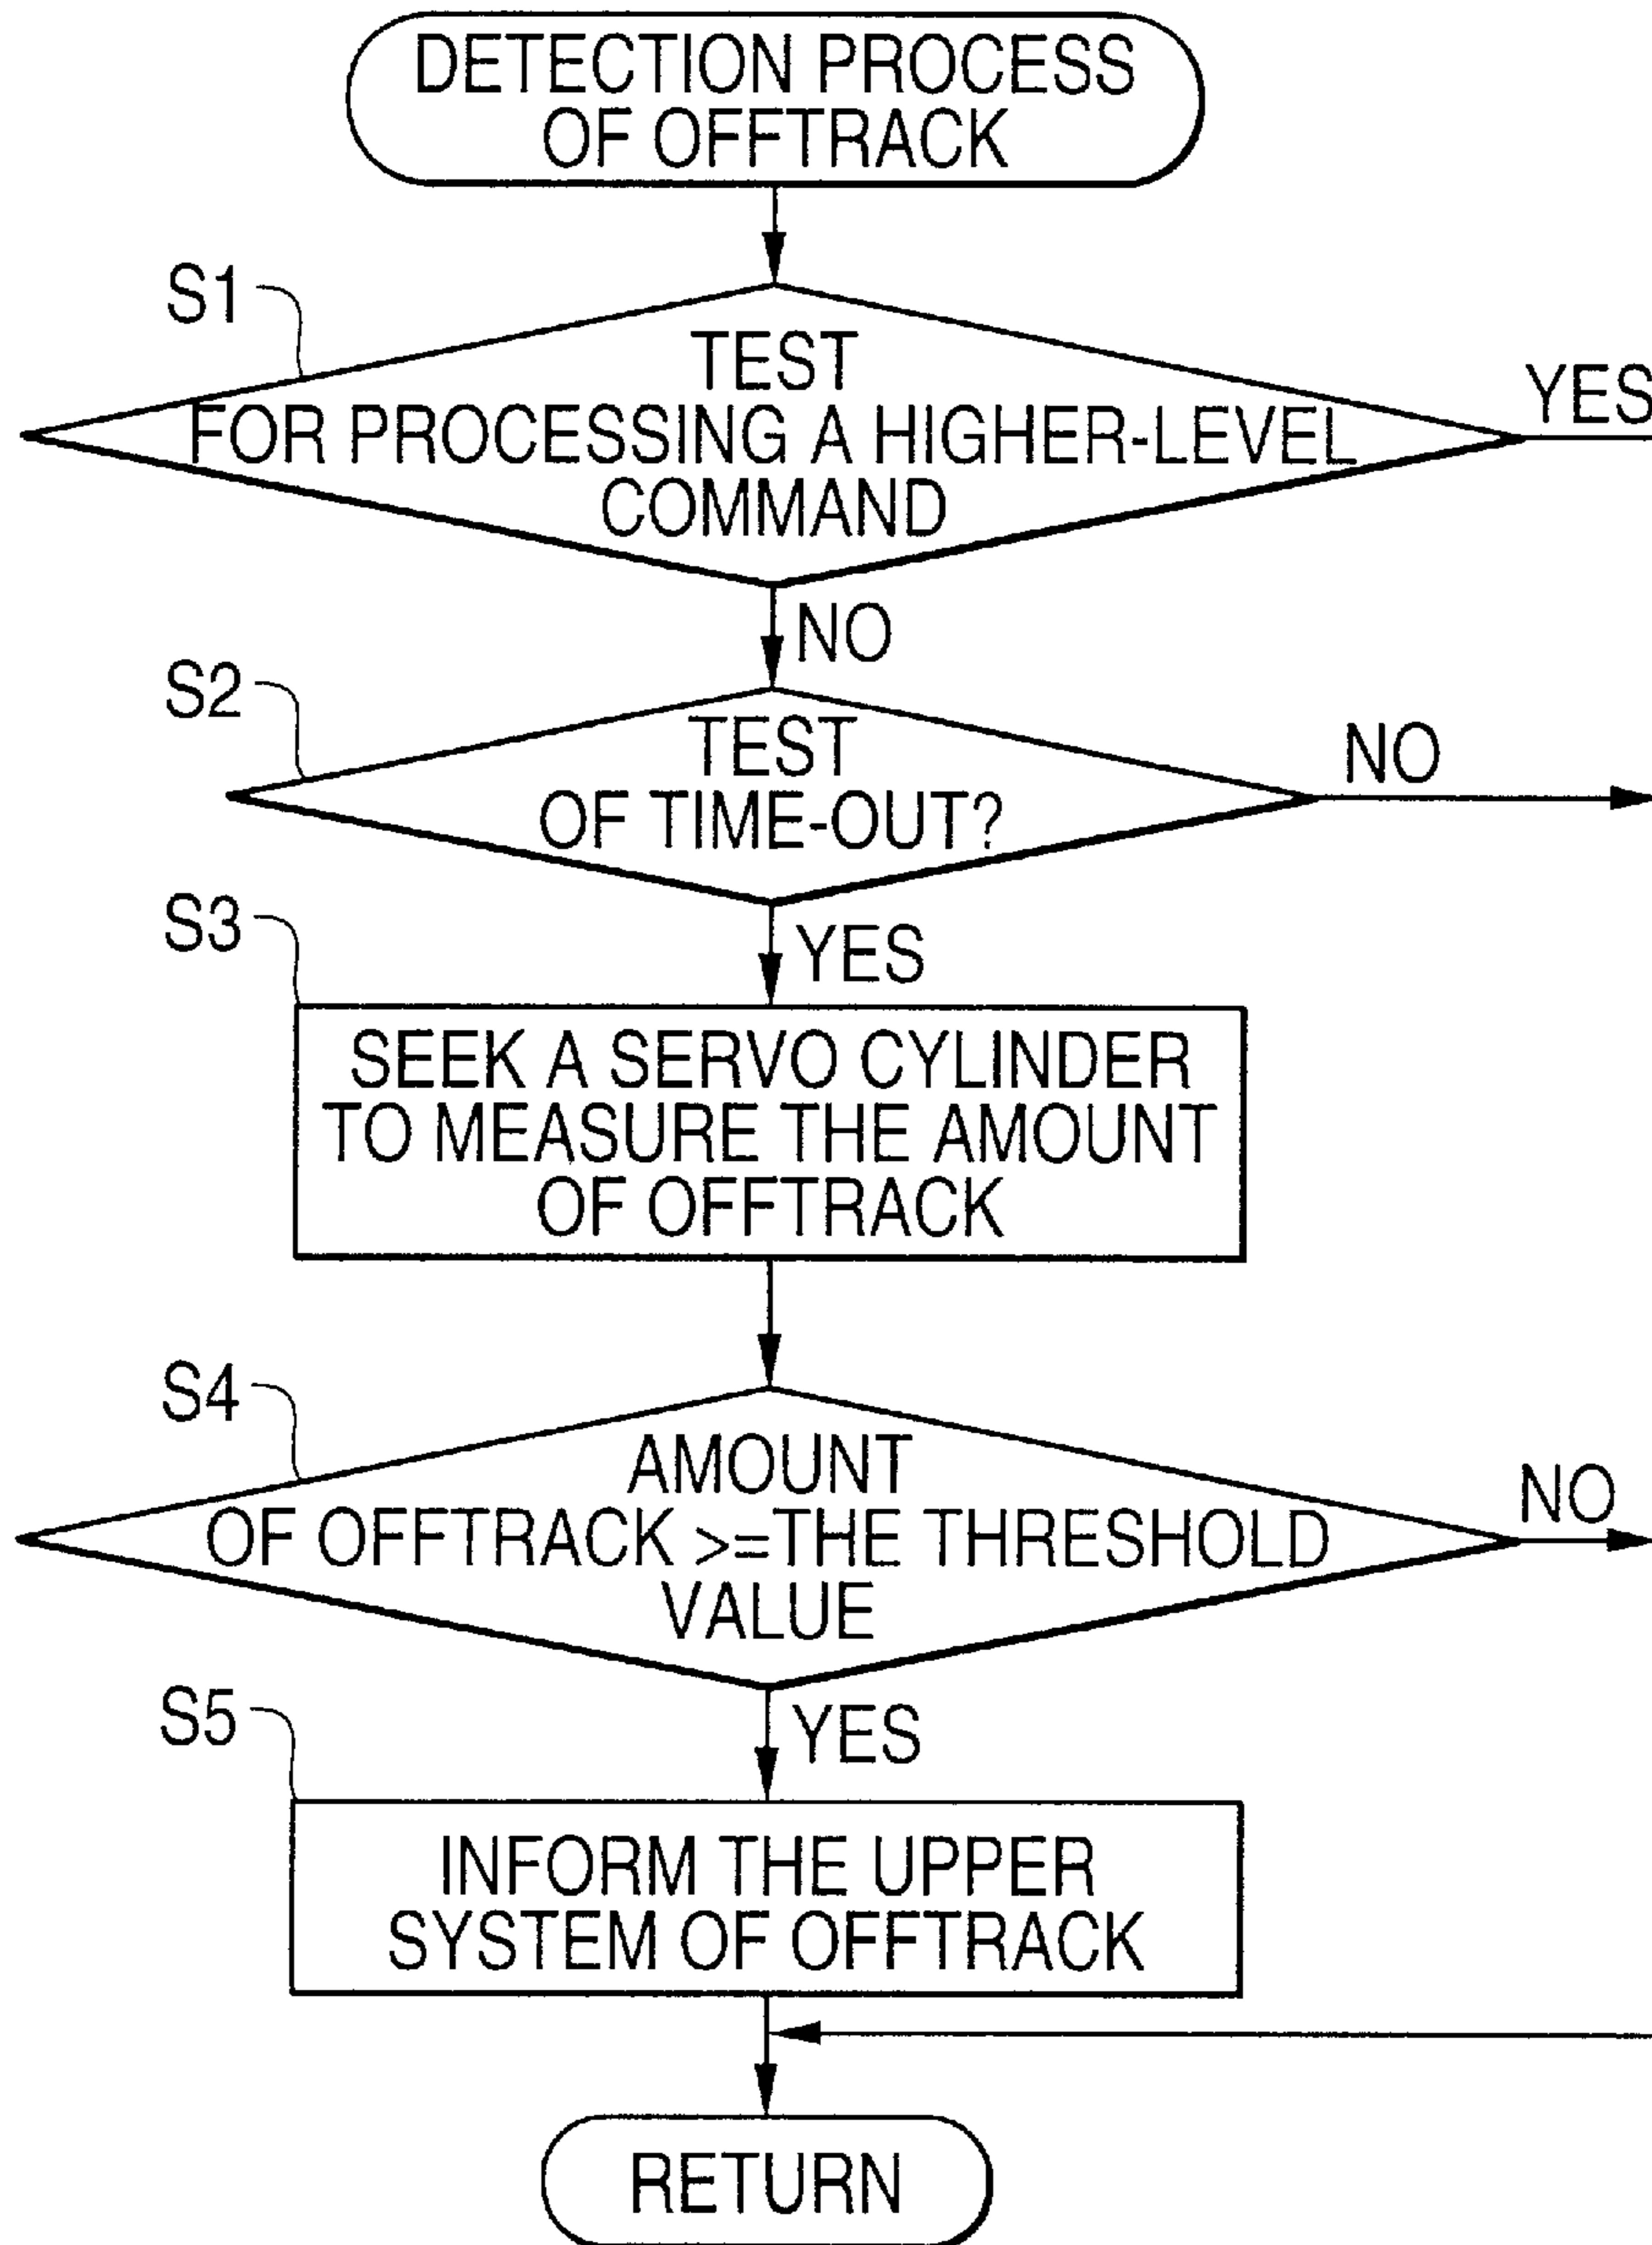 DETECTION PROCESS
OF OFFTRACK
S1
TEST
FOR PROCESSING A HIGHER-LEVEL
COMMAND
YES
NO
S2
TEST
OF TIME-OUT?
NO
YES
S3
SEEK A SERVO CYLINDER
TO MEASURE THE AMOUNT
OF OFFTRACK
S4
AMOUNT
OF OFFTRACK >=THE THRESHOLD
VALUE
NO
YES
S5
INFORM THE UPPER
SYSTEM OF OFFTRACK
RETURN